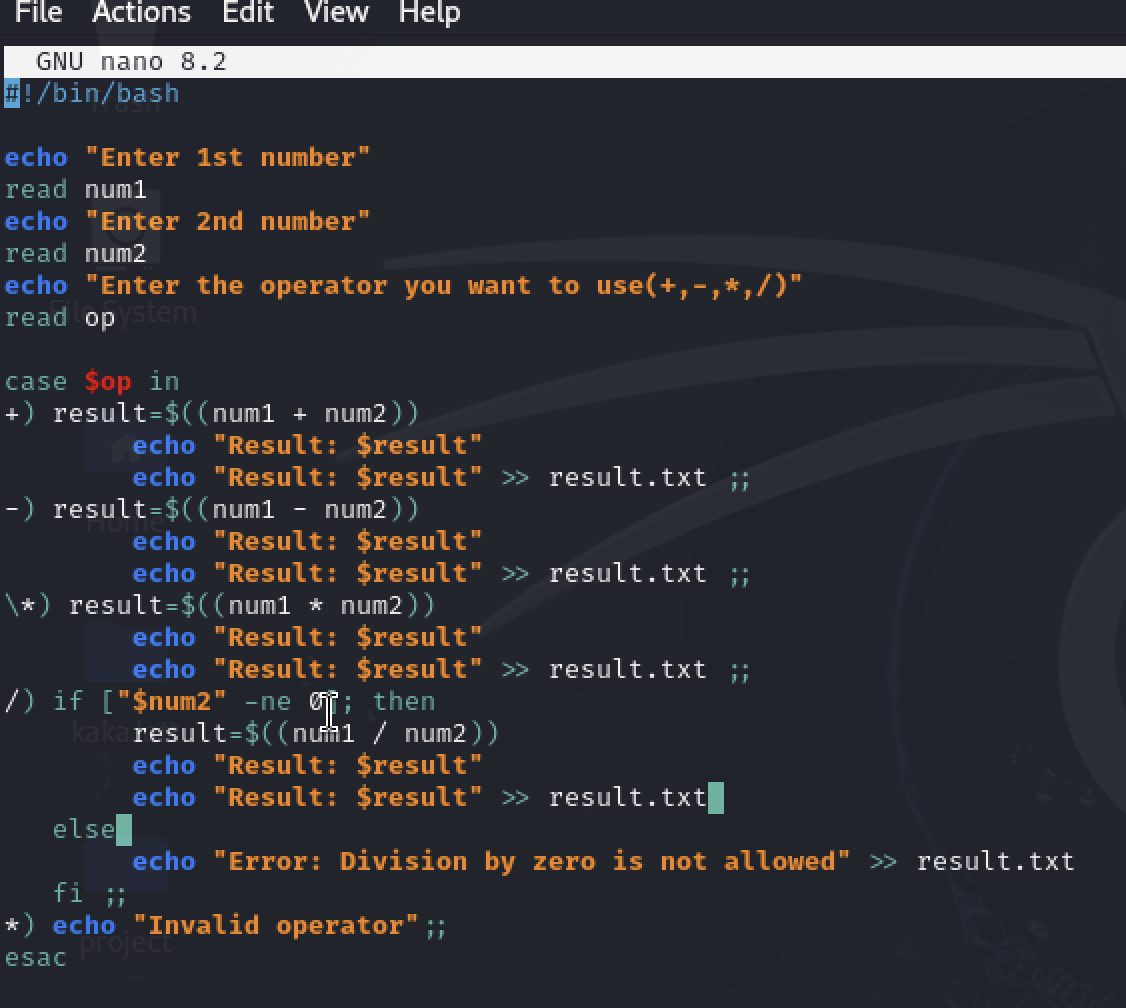 File Actions Edit View Help
GNU nano 8.2
#!/bin/bash
echo "Enter 1st number"
read num1
echo "Enter 2nd number"
read num2
echo "Enter the operator you want to use(+,-,*,/)"
read op
case $op in
+) result=$((num1 + num2))
echo "Result: $result"
echo "Result: $result" >> result.txt ;;
-) result=$((num1 - num2))
echo "Result: $result"
echo "Result: $result" >> result.txt ;;
\*) result=$((num1 * num2))
echo "Result: $result"
echo "Result: $result" >> result.txt ;;
/) if ["$num2" -ne 0]; then
result=$((num1 / num2))
echo "Result: $result"
echo "Result: $result" >> result.txt
else
echo "Error: Division by zero is not allowed" >> result.txt
fi ;;
*) echo "Invalid operator";;
esac
Trash
File System
Home
project